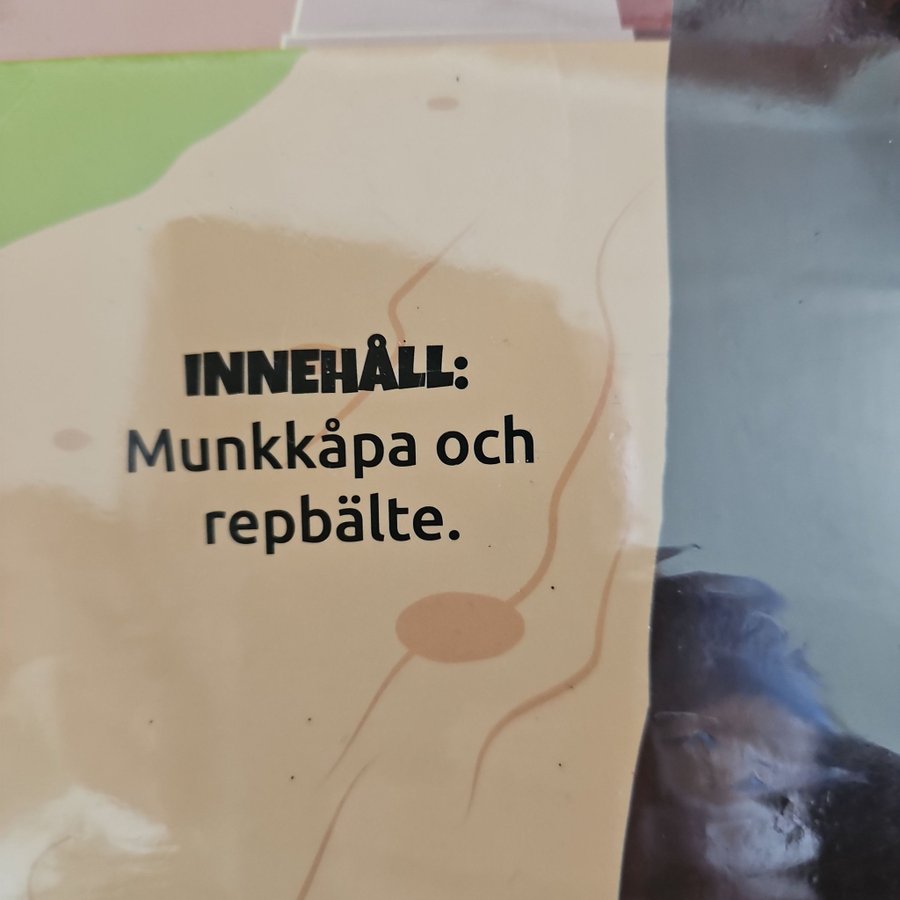 INNEHÅLL:
Munkkåpa och
repbälte.